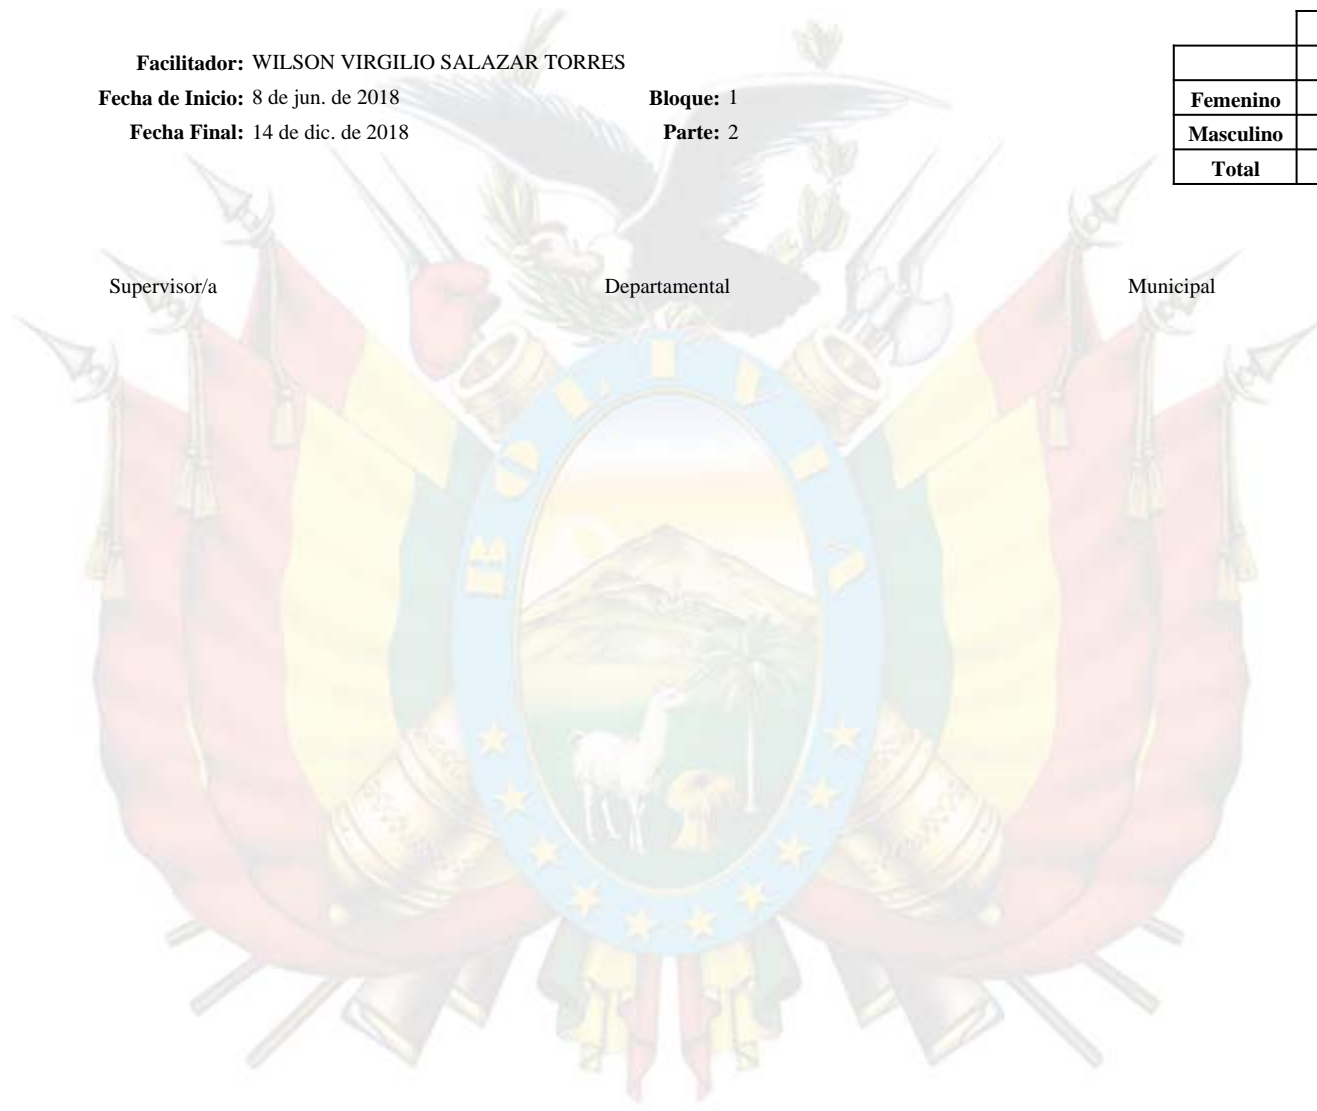 Facilitador: WILSON VIRGILIO SALAZAR TORRES
Fecha de Inicio: 8 de jun. de 2018 Bloque: 1
Fecha Final: 14 de dic. de 2018 Parte: 2
Femenino
Masculino
Total
Supervisor/a Departamental Municipal
BOLIVIA